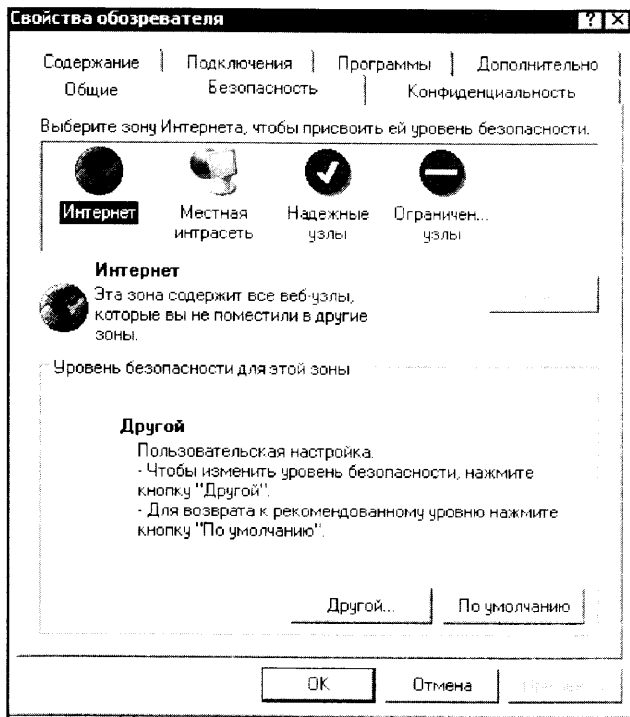 Свойства обозревателя
Содержание Подключения Программы Дополнительно
Общие Безопасность Конфиденциальность
Выберите зону Интернета, чтобы присвоить ей уровень безопасности.
Интернет Местная интрасеть Надежные узлы Ограничен... узлы
Интернет
Эта зона содержит все веб-узлы,
которые вы не поместили в другие
зоны.
Уровень безопасности для этой зоны
Другой
Пользовательская настройка.
- Чтобы изменить уровень безопасности, нажмите
кнопку "Другой".
- Для возврата к рекомендованному уровню нажмите
кнопку "По умолчанию".
Другой... По умолчанию
OK Отмена